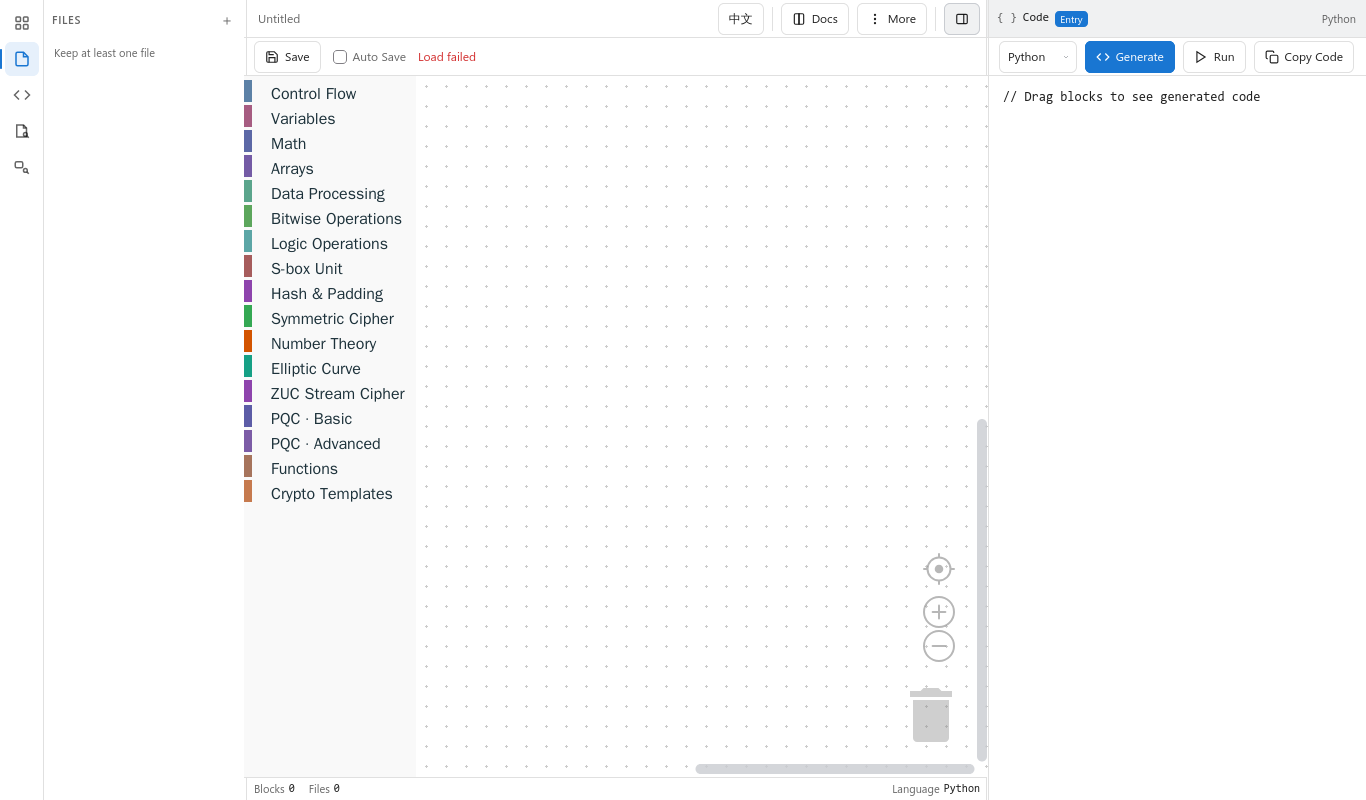 FILES
Keep at least one file
Untitled
中文
Docs
More
Save
Auto Save
Load failed
Control Flow
Variables
Math
Arrays
Data Processing
Bitwise Operations
Logic Operations
S-box Unit
Hash & Padding
Symmetric Cipher
Number Theory
Elliptic Curve
ZUC Stream Cipher
PQC · Basic
PQC · Advanced
Functions
Crypto Templates
Blocks 0 Files 0
Language Python
{ } Code Entry
Python
Python
Generate
Run
Copy Code
// Drag blocks to see generated code